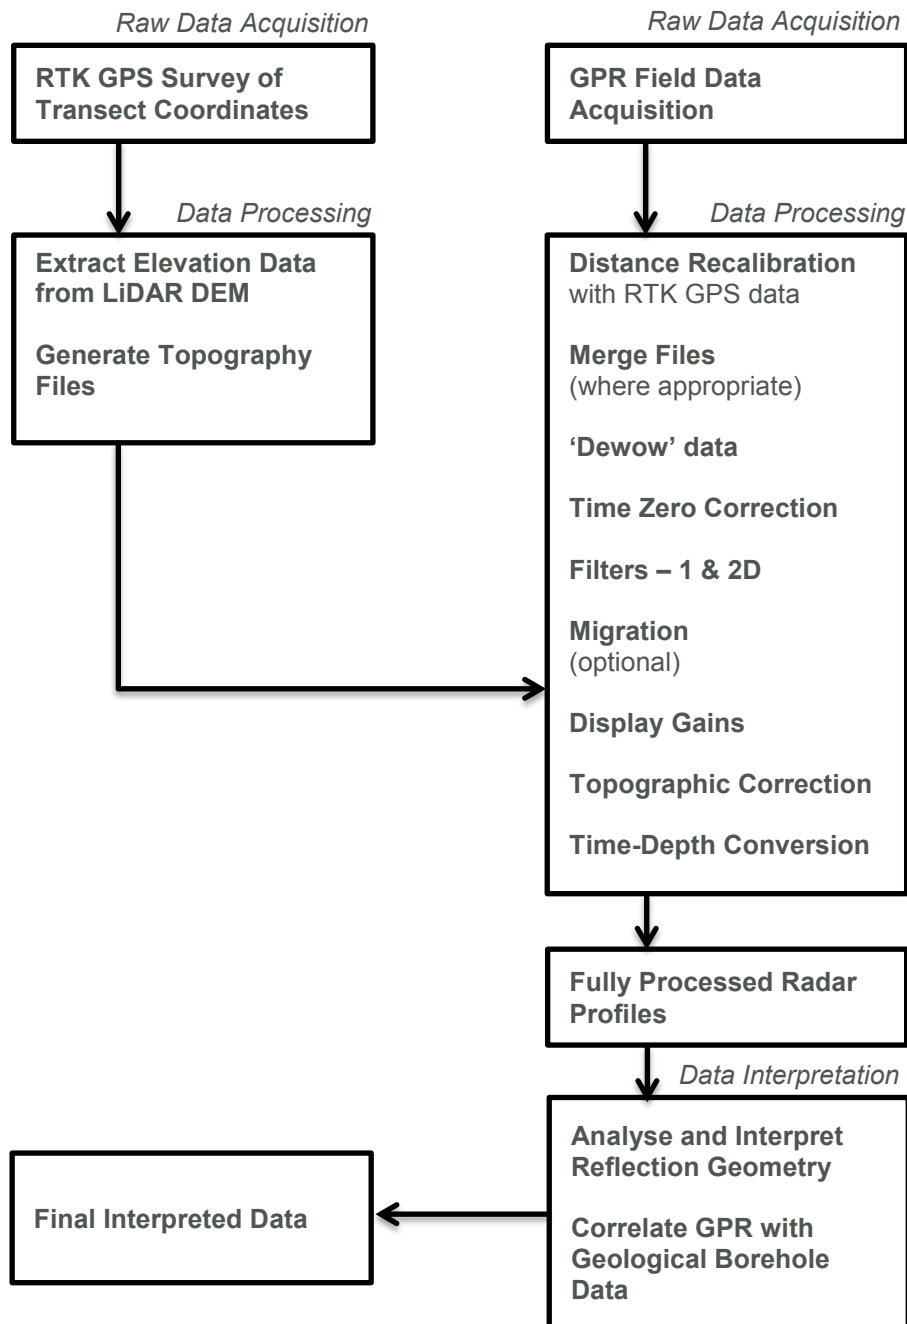 Raw Data Acquisition
RTK GPS Survey of
Transect Coordinates
Data Processing
Extract Elevation Data
from LiDAR DEM
Generate Topography
Files
Raw Data Acquisition
GPR Field Data
Acquisition
Data Processing
Distance Recalibration
with RTK GPS data
Merge Files
(where appropriate)
‘Dewow’ data
Time Zero Correction
Filters – 1 & 2D
Migration
(optional)
Display Gains
Topographic Correction
Time-Depth Conversion
Fully Processed Radar
Profiles
Data Interpretation
Analyse and Interpret
Reflection Geometry
Correlate GPR with
Geological Borehole
Data
Final Interpreted Data